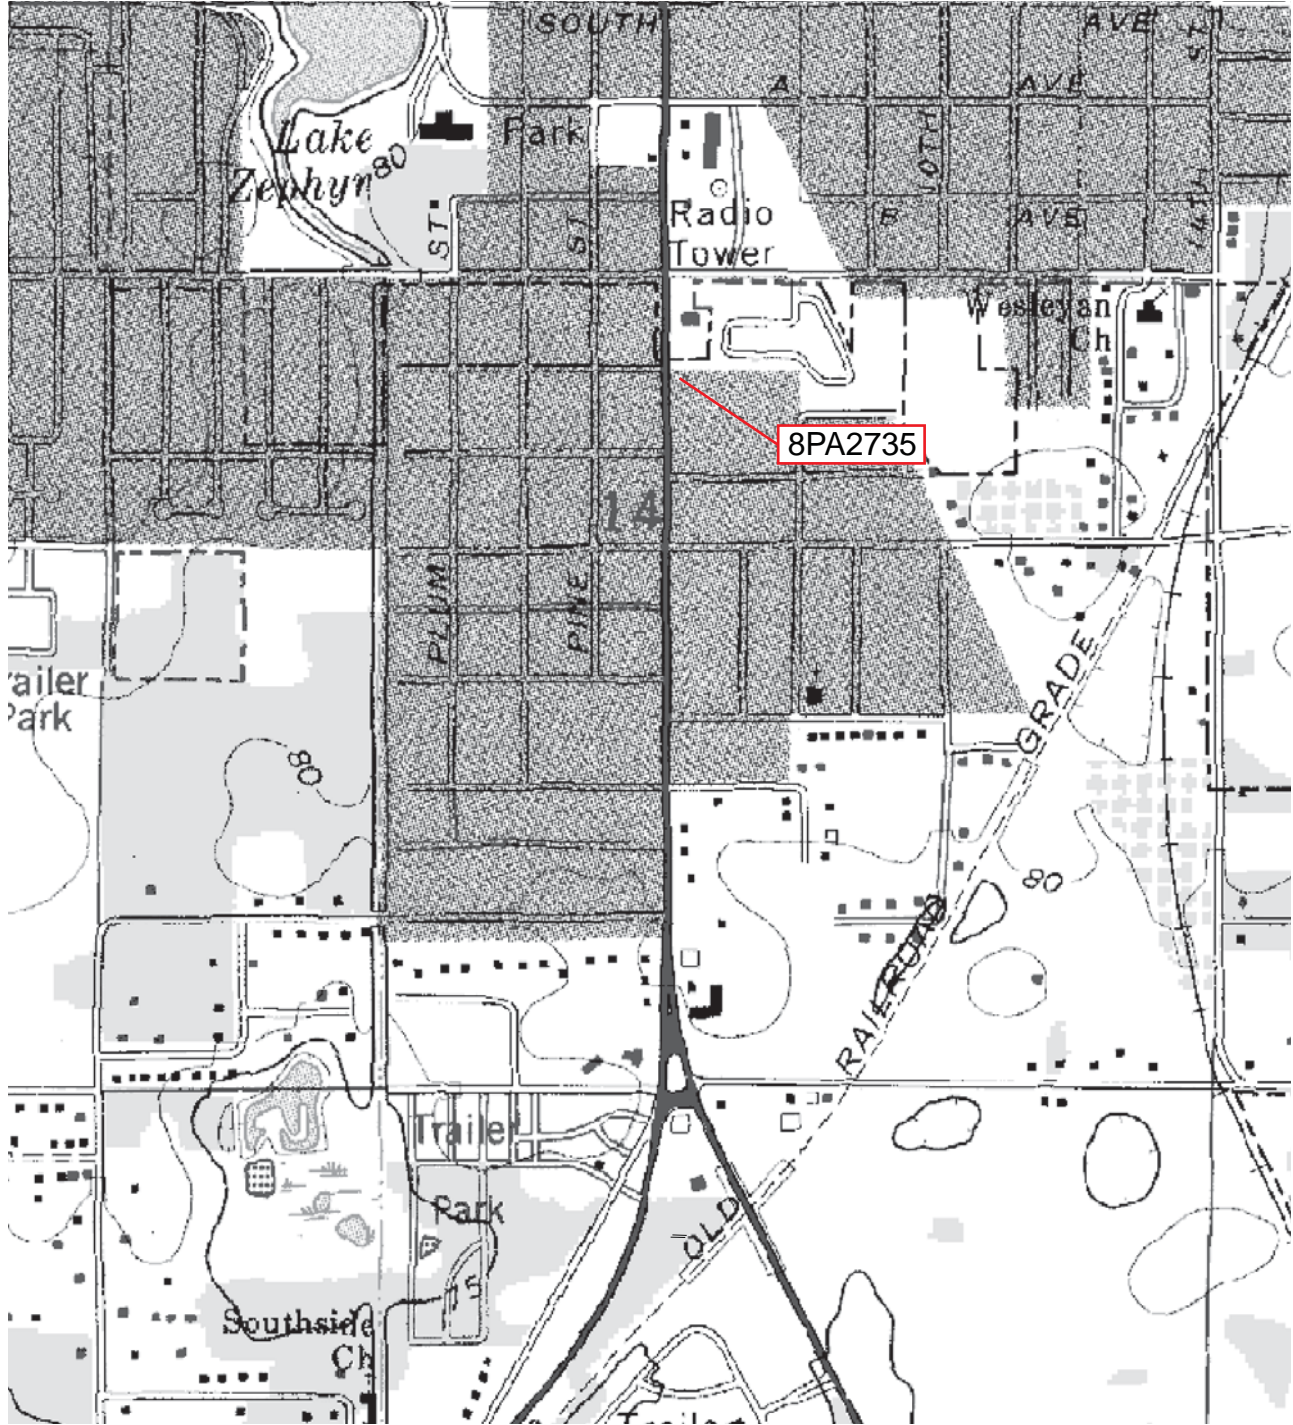 SOUTH AVE
ST
A AVE
Lake
Zephyr
80
Park
10TH
ST
ST
Radio
Tower
B AVE
14TH
Wesleyan
Ch
8PA2735
14
PLUM
PINE
railer
Park
GRADE
80
80
RAILROAD
Trailer
Park
OLD
Southside
Ch